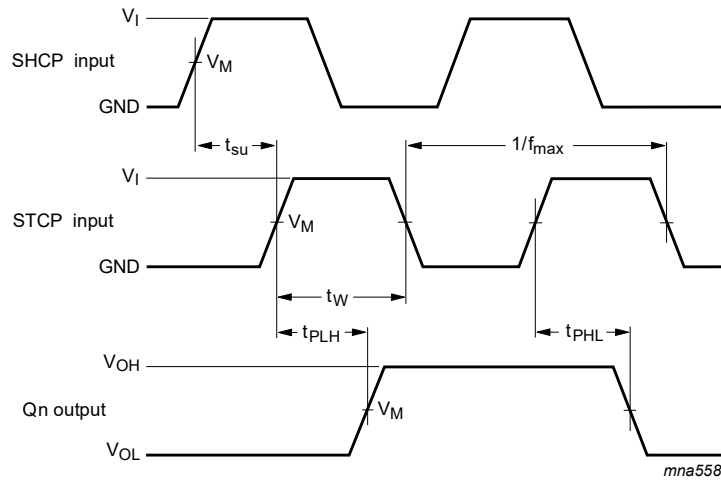 VI
SHCP input
VM
GND
tsu
1/fmax
VI
STCP input
VM
GND
tW
tPLH
tPHL
VOH
Qn output
VM
VOL
mna558